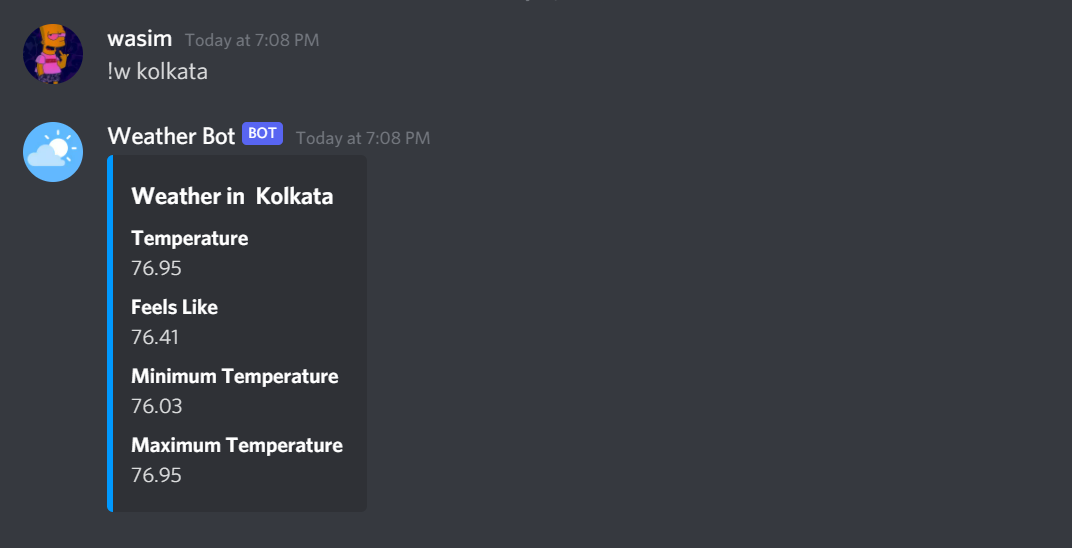 wasim Today at 7:08 PM
!w kolkata
Weather Bot BOT Today at 7:08 PM
Weather in Kolkata
Temperature
76.95
Feels Like
76.41
Minimum Temperature
76.03
Maximum Temperature
76.95